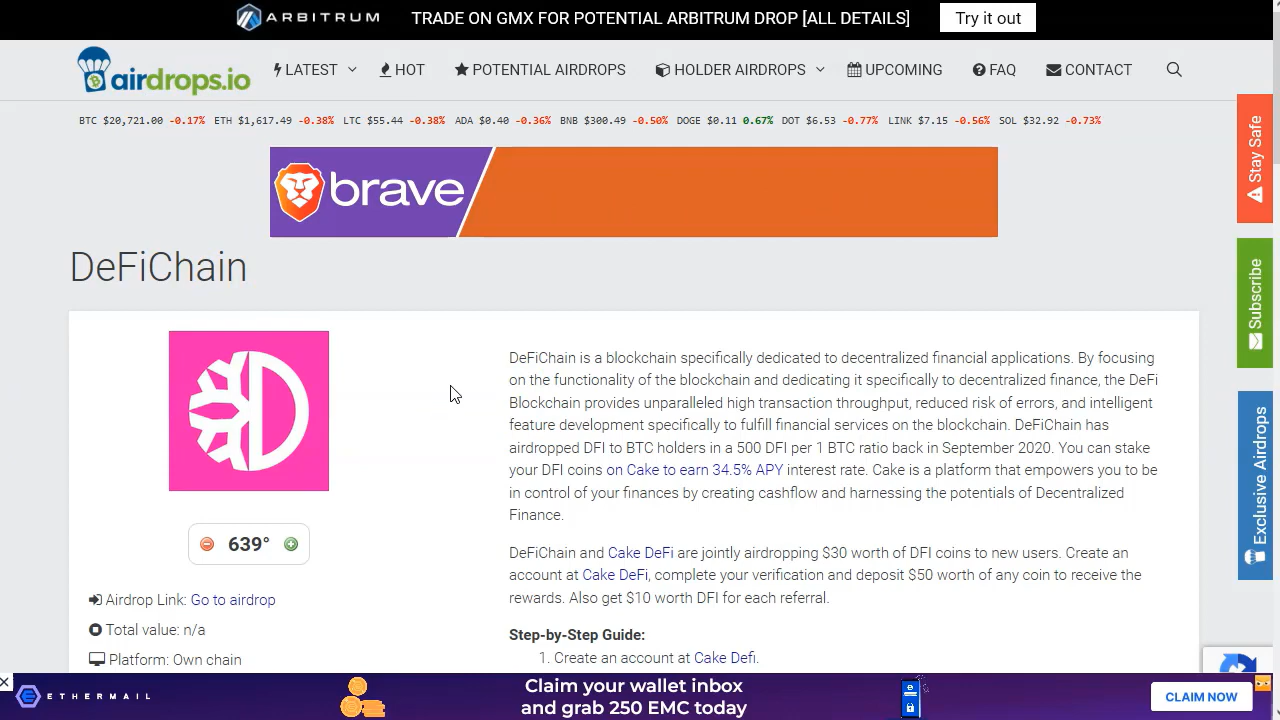 ARBITRUM TRADE ON GMX FOR POTENTIAL ARBITRUM DROP [ALL DETAILS] Try it out
airdrops.io LATEST HOT POTENTIAL AIRDROPS HOLDER AIRDROPS UPCOMING FAQ CONTACT
BTC $20,721.00 -0.17% ETH $1,617.49 -0.38% LTC $55.44 -0.38% ADA $0.40 -0.36% BNB $300.49 -0.50% DOGE $0.11 0.67% DOT $6.53 -0.77% LINK $7.15 -0.56% SOL $32.92 -0.73%
Stay Safe
brave
DeFiChain
Subscribe
DeFiChain is a blockchain specifically dedicated to decentralized financial applications. By focusing
on the functionality of the blockchain and dedicating it specifically to decentralized finance, the DeFi
Blockchain provides unparalleled high transaction throughput, reduced risk of errors, and intelligent
feature development specifically to fulfill financial services on the blockchain. DeFiChain has
airdropped DFI to BTC holders in a 500 DFI per 1 BTC ratio back in September 2020. You can stake
your DFI coins on Cake to earn 34.5% APY interest rate. Cake is a platform that empowers you to be
in control of your finances by creating cashflow and harnessing the potentials of Decentralized
Finance.
Exclusive Airdrops
639°
DeFiChain and Cake DeFi are jointly airdropping $30 worth of DFI coins to new users. Create an
account at Cake DeFi, complete your verification and deposit $50 worth of any coin to receive the
rewards. Also get $10 worth DFI for each referral.
Airdrop Link: Go to airdrop
Total value: n/a
Platform: Own chain
Step-by-Step Guide:
1. Create an account at Cake Defi.
ETHERMAIL
Claim your wallet inbox
and grab 250 EMC today
CLAIM NOW